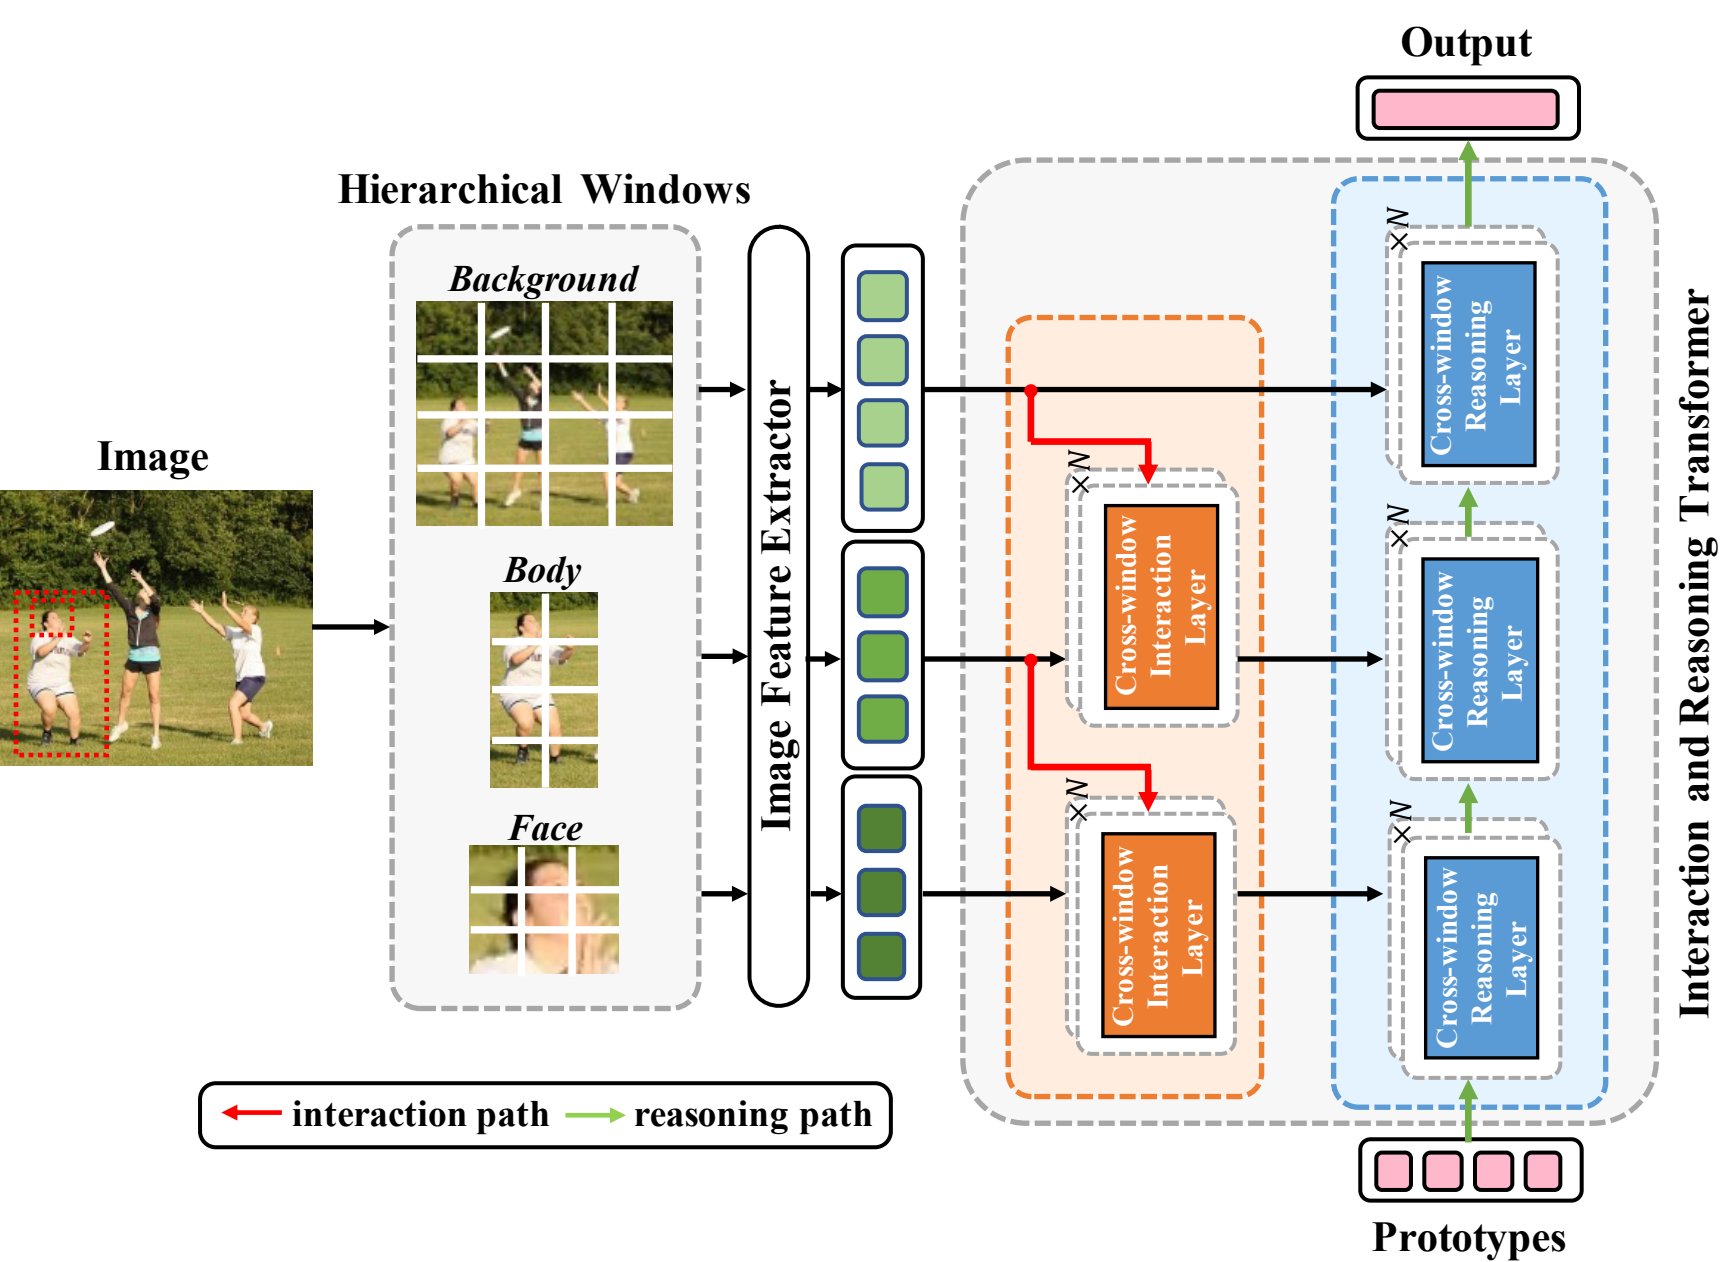 Output
Hierarchical Windows
Background
Image
Body
Face
Image Feature Extractor
×N
Cross-window
Interaction
Layer
×N
Cross-window
Interaction
Layer
×N
Cross-window
Reasoning
Layer
×N
Cross-window
Reasoning
Layer
×N
Cross-window
Reasoning
Layer
Interaction and Reasoning Transformer
interaction path
reasoning path
Prototypes